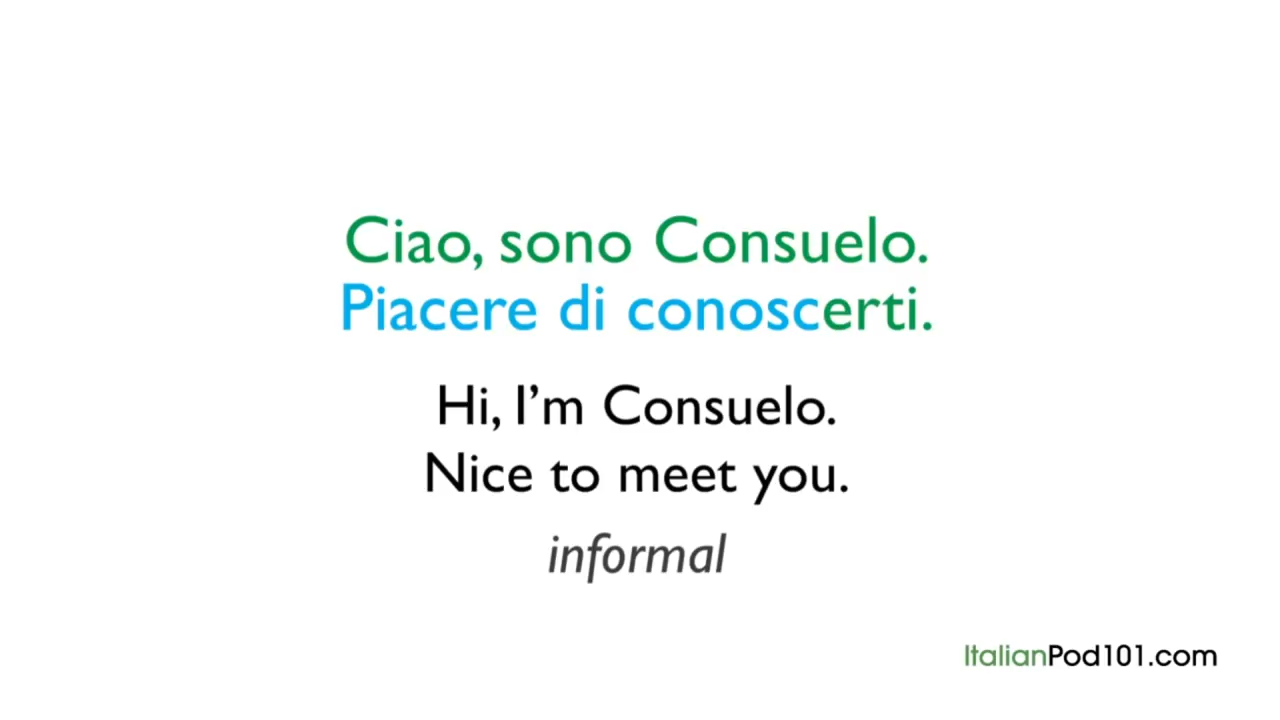 Ciao, sono Consuelo.
Piacere di conoscerti.
Hi, I’m Consuelo.
Nice to meet you.
informal
ItalianPod101.com